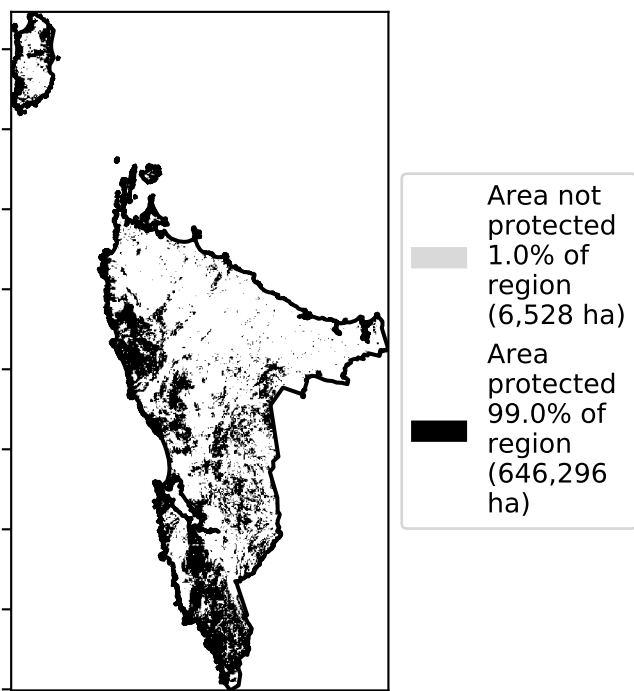 Area not
protected
1.0% of
region
(6,528 ha)
Area
protected
99.0% of
region
(646,296
ha)